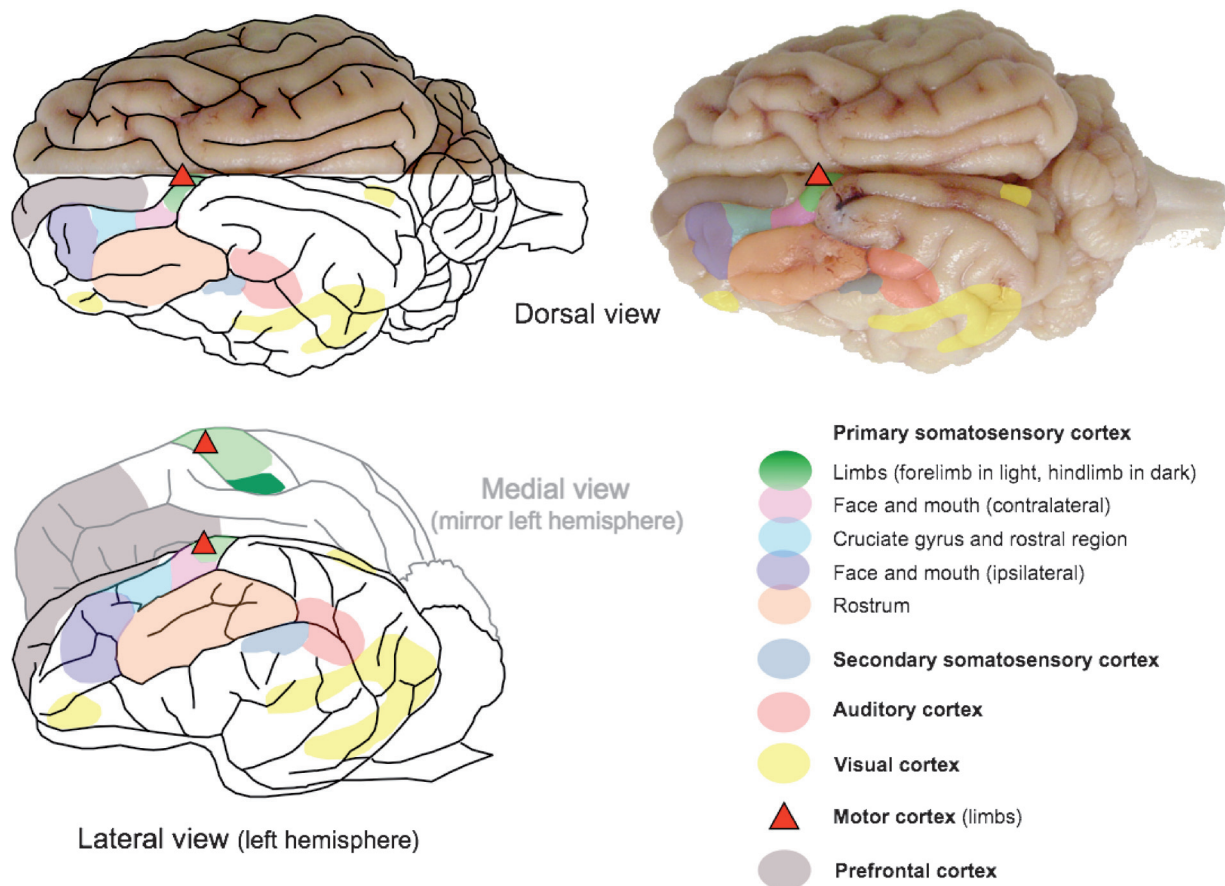 Dorsal view
Medial view
(mirror left hemisphere)
Lateral view (left hemisphere)
Primary somatosensory cortex
Limbs (forelimb in light, hindlimb in dark)
Face and mouth (contralateral)
Cruciate gyrus and rostral region
Face and mouth (ipsilateral)
Rostrum
Secondary somatosensory cortex
Auditory cortex
Visual cortex
Motor cortex (limbs)
Prefrontal cortex